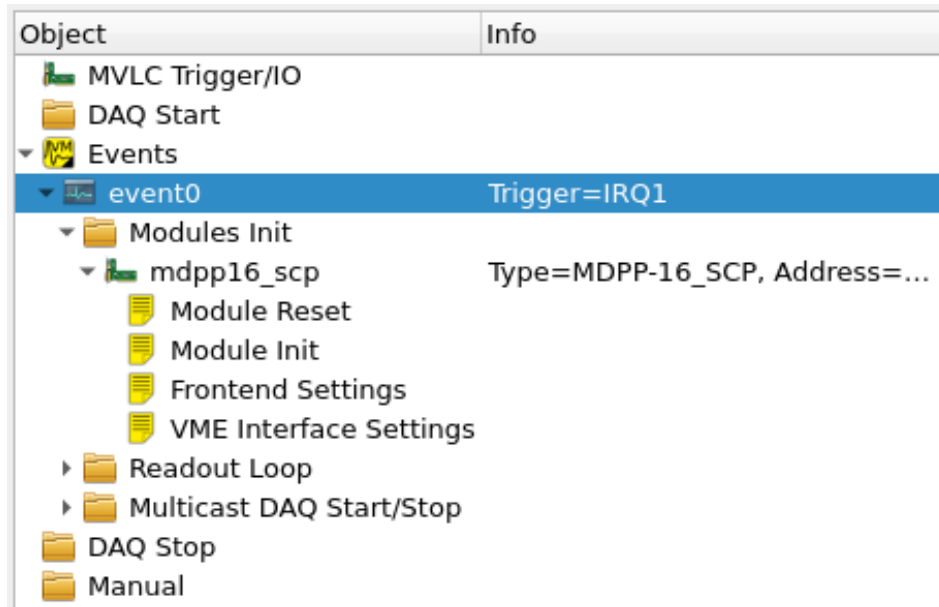 Object Info
MVLC Trigger/IO
DAQ Start
Events
event0 Trigger=IRQ1
Modules Init
mdpp16_scp Type=MDPP-16_SCP, Address=...
Module Reset
Module Init
Frontend Settings
VME Interface Settings
Readout Loop
Multicast DAQ Start/Stop
DAQ Stop
Manual